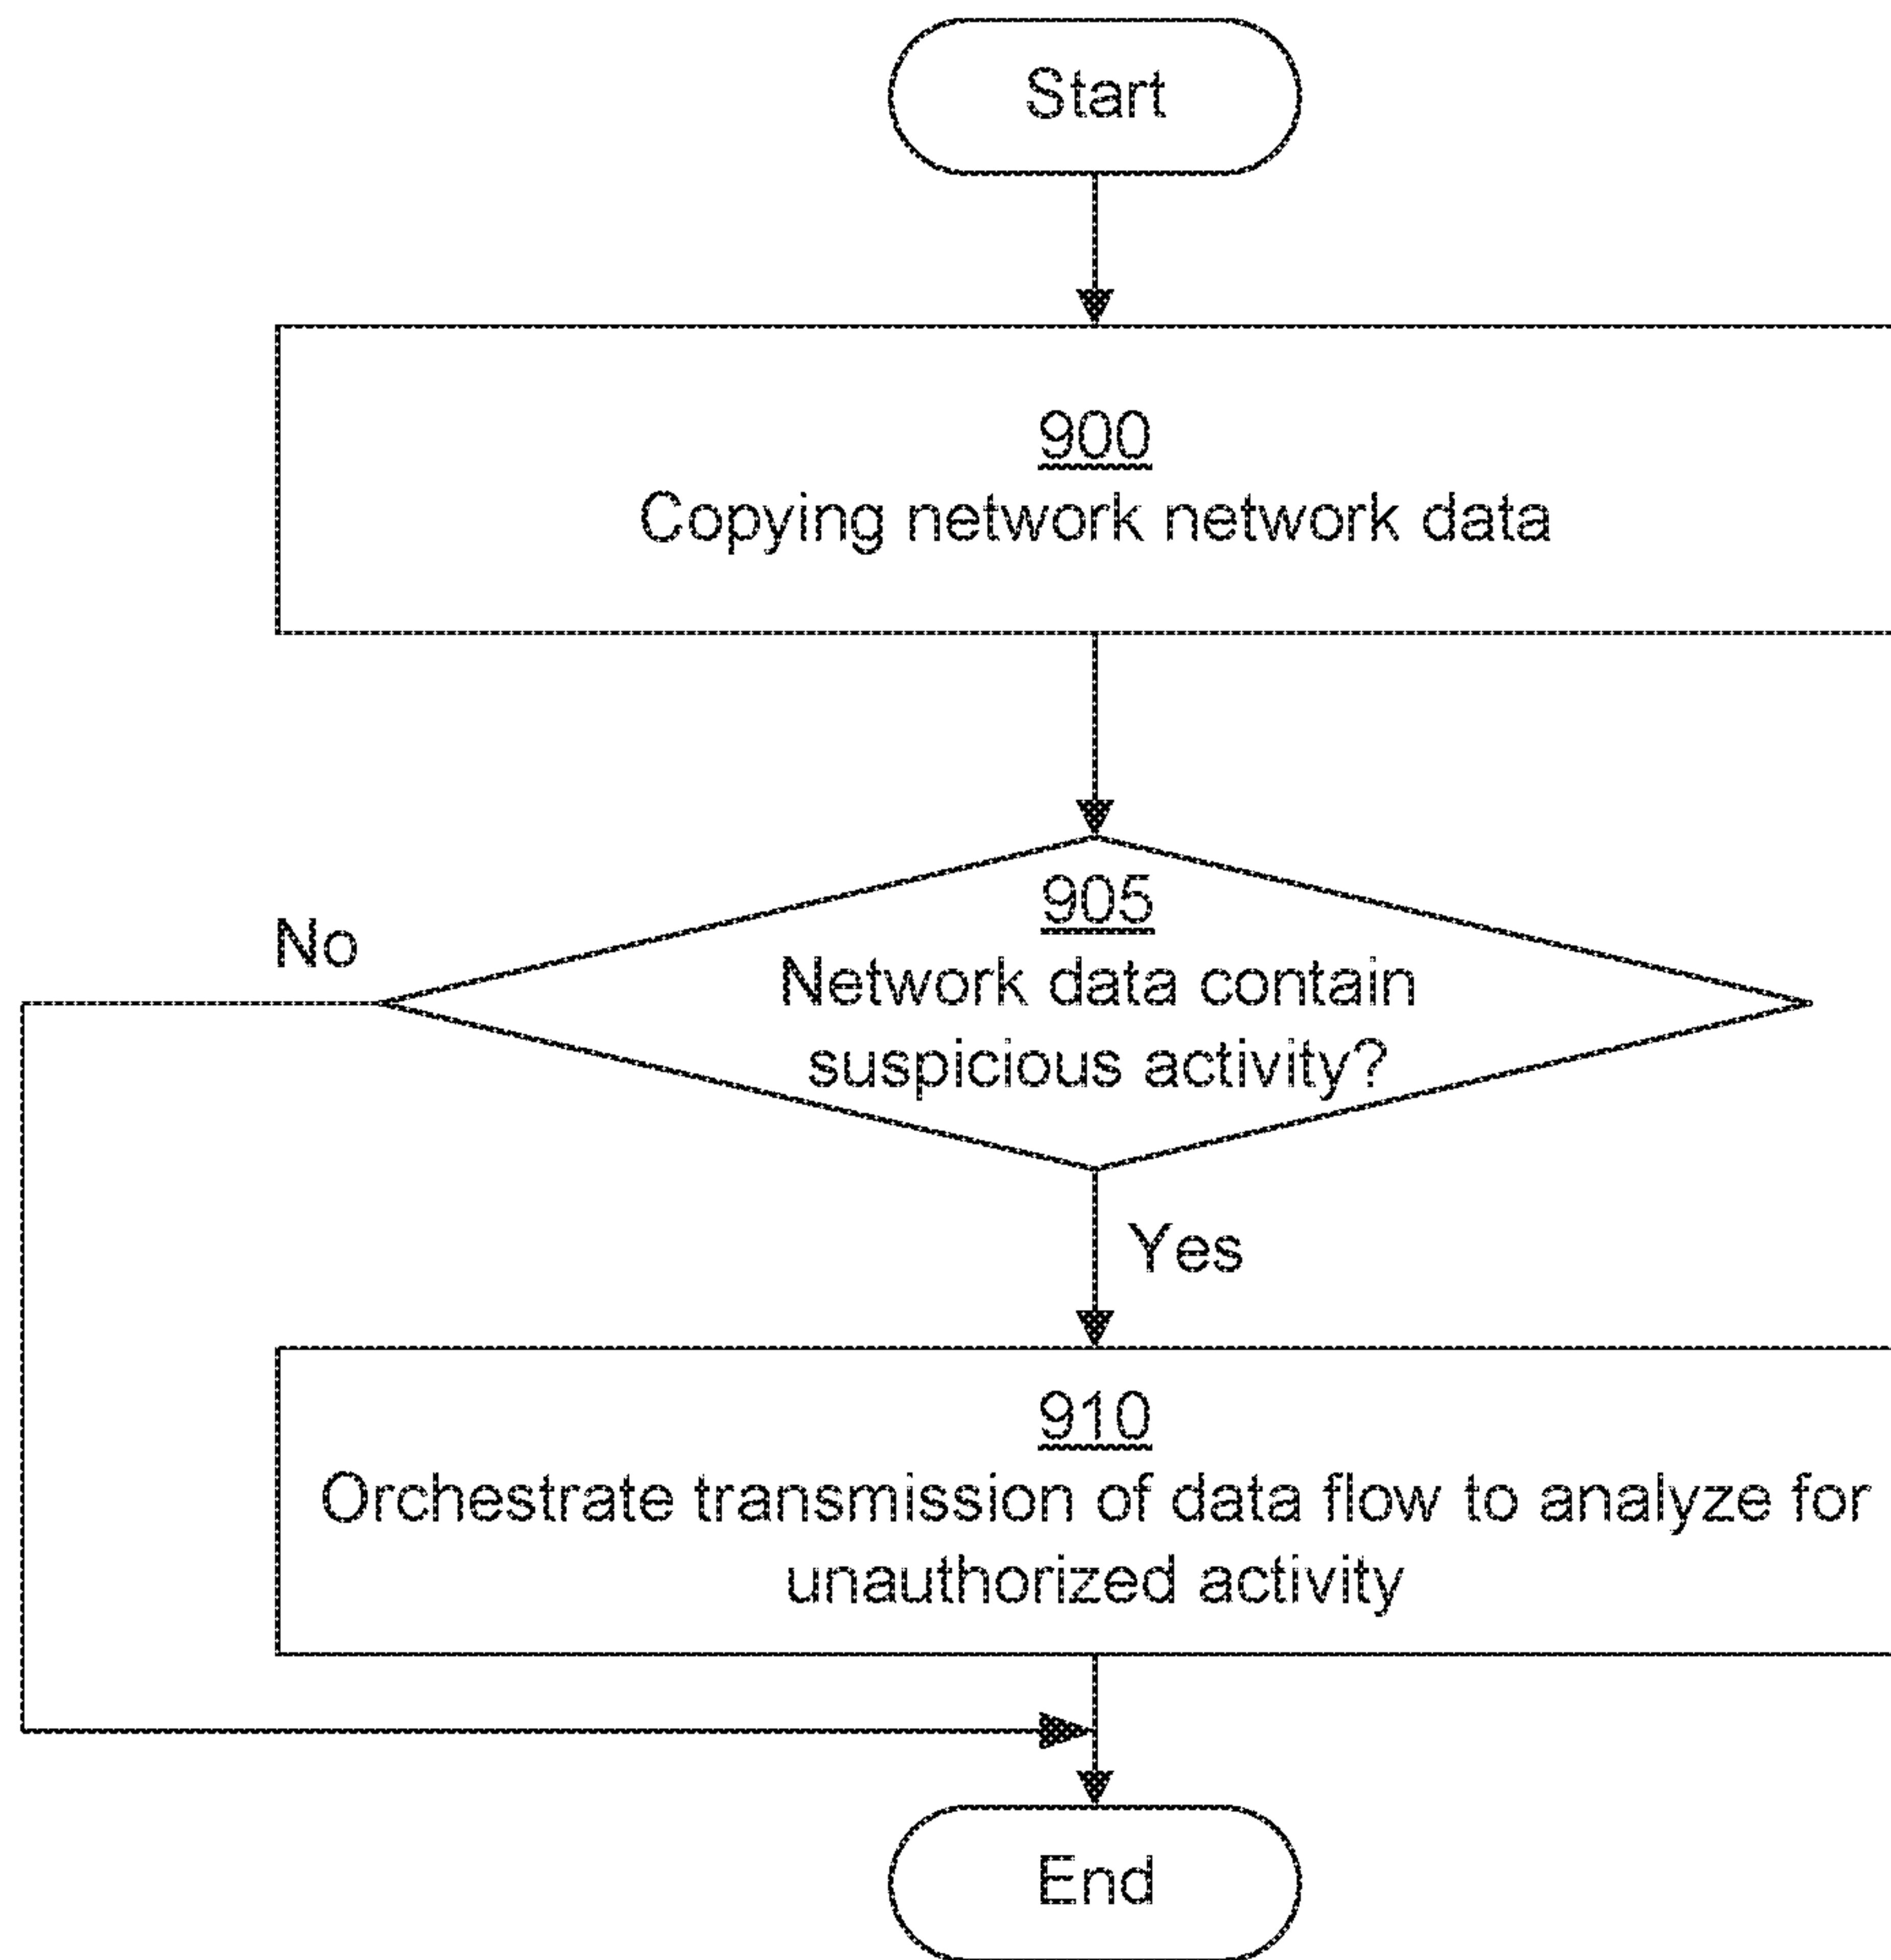 Start
900
Copying network network data
905
Network data contain
suspicious activity?
No
Yes
910
Orchestrate transmission of data flow to analyze for
unauthorized activity
End